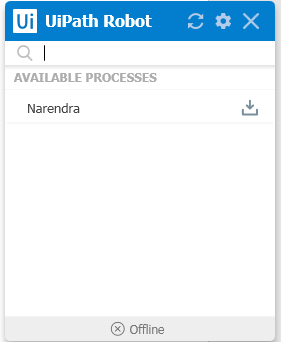 Ui UiPath Robot
AVAILABLE PROCESSES
Narendra
Offline